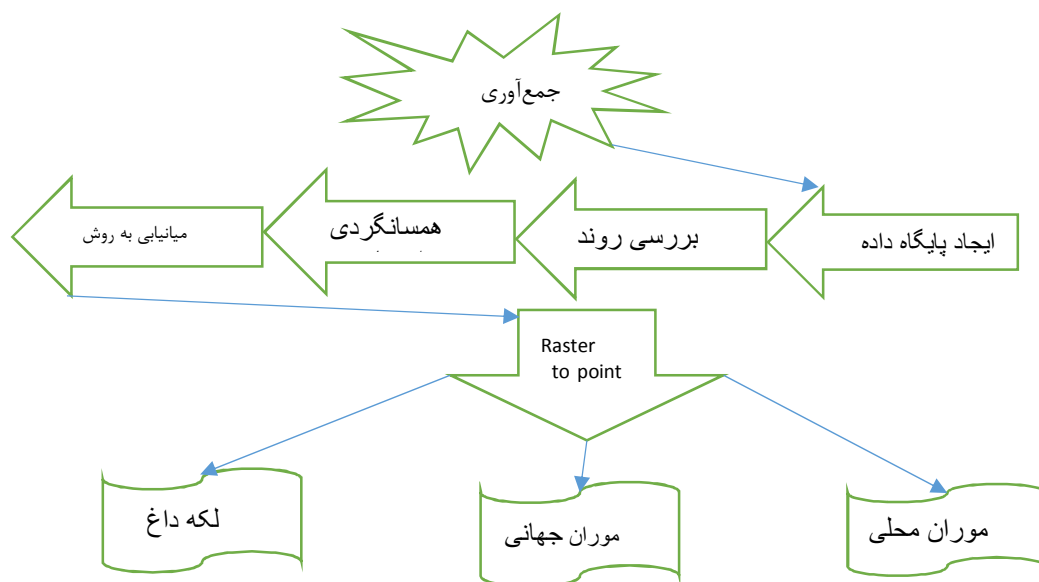 جمع‌آوری
ایجاد پایگاه داده
بررسی روند
همسانگردی
میانیابی به روش
Raster
to point
لکه داغ
موران جهانی
موران محلی